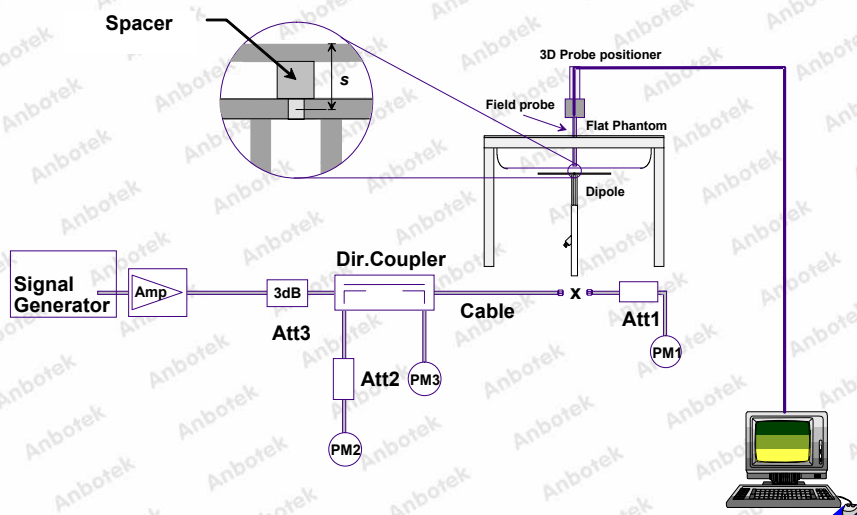 Spacer
s
3D Probe positioner
Field probe
Flat Phantom
Dipole
Dir.Coupler
Signal
Generator
Amp
3dB
Att3
Cable
x
Att1
PM1
Att2
PM3
PM2
Anbotek